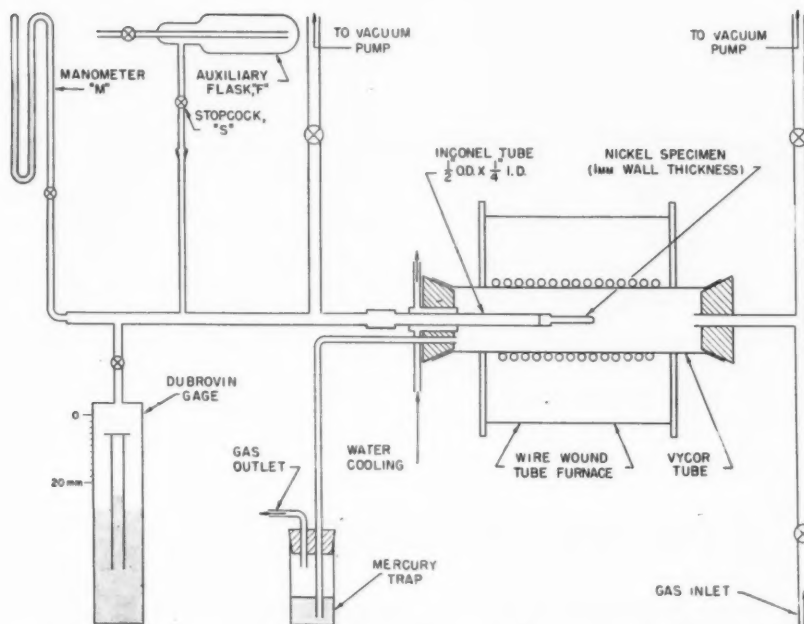 MANOMETER
"M"
AUXILIARY
FLASK,"F"
STOPCOCK,
"S"
TO VACUUM
PUMP
INCONEL TUBE
1/2" O.D. X 1/4" I.D.
NICKEL SPECIMEN
(1MM WALL THICKNESS)
TO VACUUM
PUMP
DUBROVIN
GAGE
0
20mm
GAS
OUTLET
WATER
COOLING
WIRE WOUND
TUBE FURNACE
VYCOR
TUBE
MERCURY
TRAP
GAS INLET